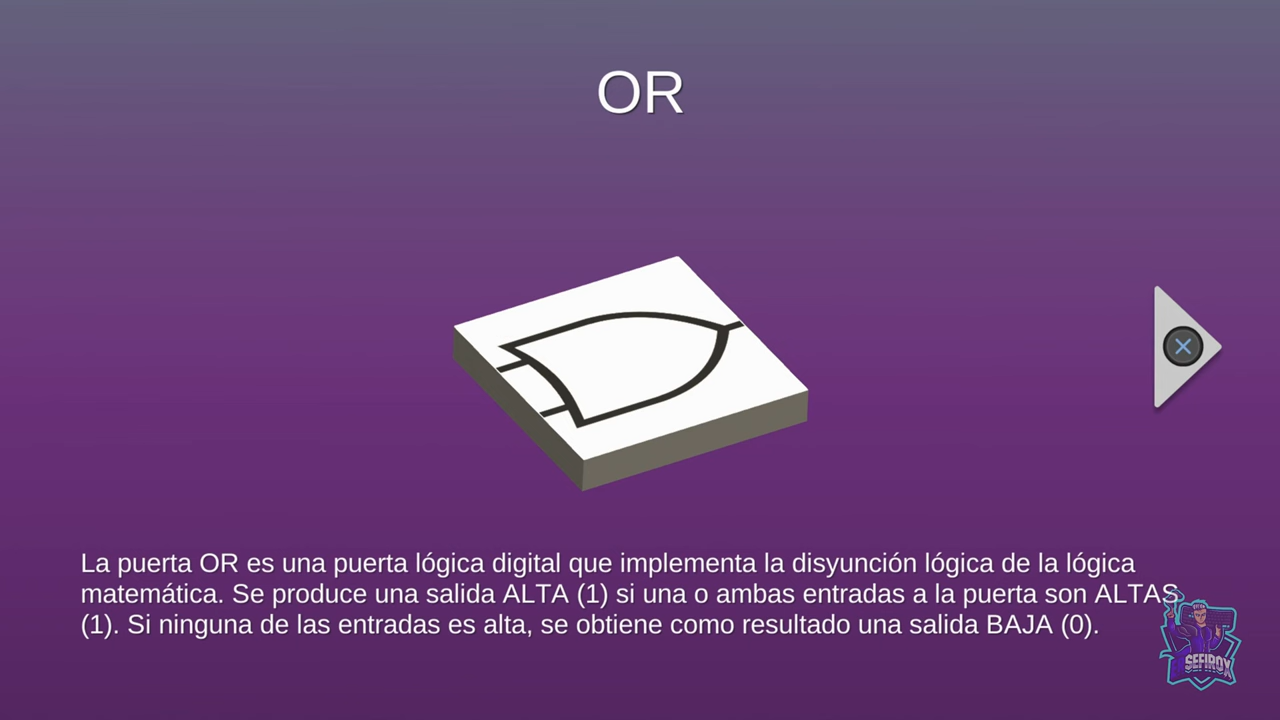 OR
La puerta OR es una puerta lógica digital que implementa la disyunción lógica de la lógica
matemática. Se produce una salida ALTA (1) si una o ambas entradas a la puerta son ALTAS
(1). Si ninguna de las entradas es alta, se obtiene como resultado una salida BAJA (0).
SEFIROX